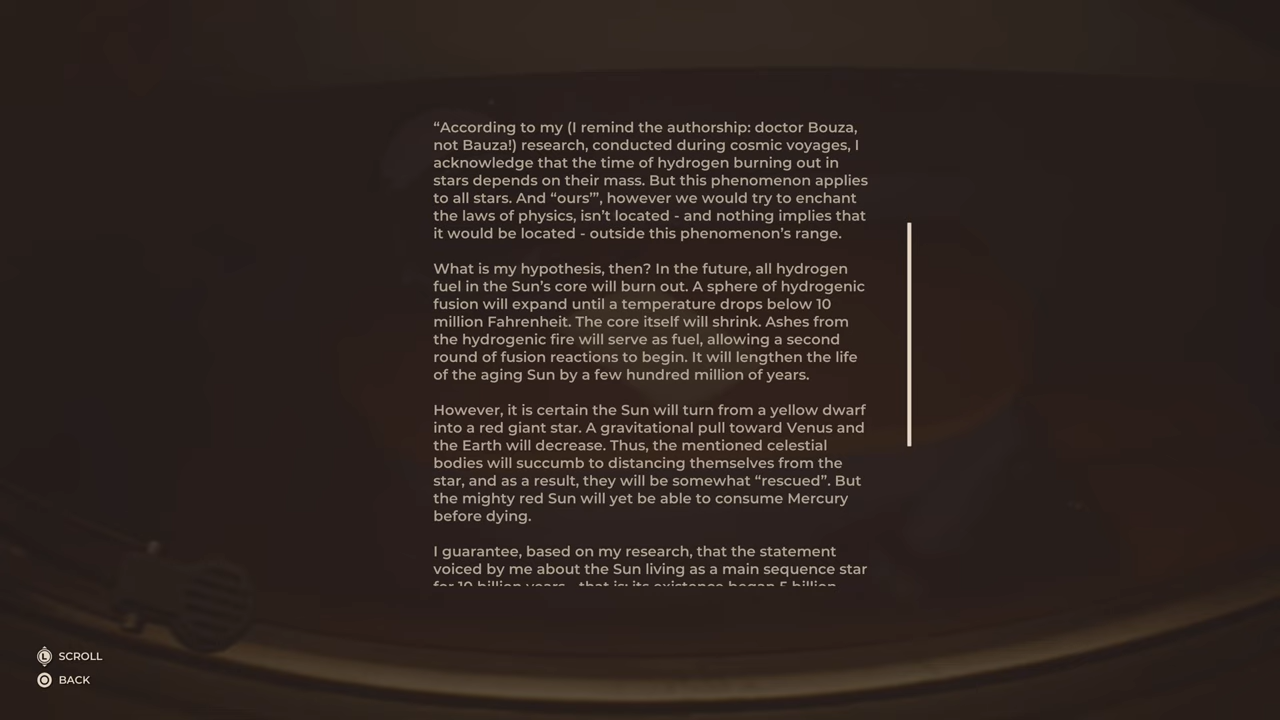 “According to my (I remind the authorship: doctor Bouza,
not Bauza!) research, conducted during cosmic voyages, I
acknowledge that the time of hydrogen burning out in
stars depends on their mass. But this phenomenon applies
to all stars. And “ours”’, however we would try to enchant
the laws of physics, isn’t located - and nothing implies that
it would be located - outside this phenomenon’s range.
What is my hypothesis, then? In the future, all hydrogen
fuel in the Sun’s core will burn out. A sphere of hydrogenic
fusion will expand until a temperature drops below 10
million Fahrenheit. The core itself will shrink. Ashes from
the hydrogenic fire will serve as fuel, allowing a second
round of fusion reactions to begin. It will lengthen the life
of the aging Sun by a few hundred million of years.
However, it is certain the Sun will turn from a yellow dwarf
into a red giant star. A gravitational pull toward Venus and
the Earth will decrease. Thus, the mentioned celestial
bodies will succumb to distancing themselves from the
star, and as a result, they will be somewhat “rescued”. But
the mighty red Sun will yet be able to consume Mercury
before dying.
I guarantee, based on my research, that the statement
voiced by me about the Sun living as a main sequence star
for 10 billion years - that is: its existence began 5 billion
SCROLL
BACK